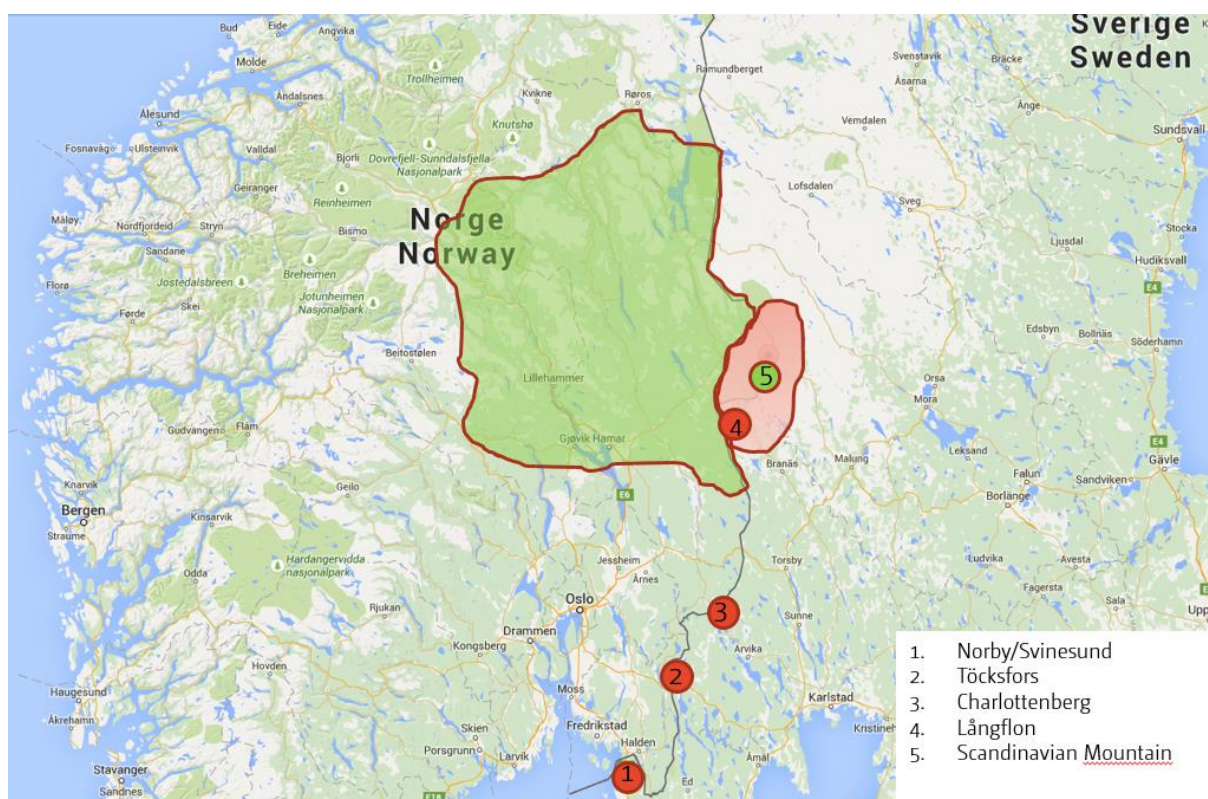 Bud
Eide
Angvika
Molde
Trollheimen
Kvikne
Røros
Ramundberget
Svenstavik
Åsarna
Bräcke
Sverige
Sweden
Ånge
Åndalsnes
Ålesund
Knutshø
Fosnavåg
Ulsteinvik
Valldal
Bjorli
Dovrefjell-Sunndalsfjella
Nasjonalpark
Vemdalen
Sundsvall
Geiranger
Reinheimen
Lofsdalen
Sveg
Måløy
Nordfjordeid
Stryn
Norge
Norway
Bismo
Stocka
Sandane
Breheimen
Ljusdal
Hudiksvall
Jostedalsbreen
Jotunheimen
Nasjonalpark
Florø
Skei
E4
Førde
Edsbyn
Bollnäs
Söderhamn
Beitostølen
Lillehammer
5
Orsa
Mora
Gudvangen
Flåm
Gjøvik
Hamar
4
Leksand
E4
Branäs
Malung
Falun
Gävle
Knarvik
Geilo
E6
Sandviken
Borlänge
Bergen
Straume
Kinsarvik
Hardangervidda
nasjonalpark
Jessheim
Årnes
Torsby
Ludvika
Avesta
Odda
Oslo
Fagersta
Sala
Rjukan
3
Sunne
Upp
Drammen
Kongsberg
Arvika
Hovden
2
Moss
Karlstad
Haugesund
Åkrehamn
Skien
Fredrikstad
Kristineh
Porsgrunn
Larvik
Halden
Åmål
Stavanger
Sandnes
1
Ed
E18
1. Norby/Svinesund
2. Töcksfors
3. Charlottenberg
4. Långflon
5. Scandinavian Mountain